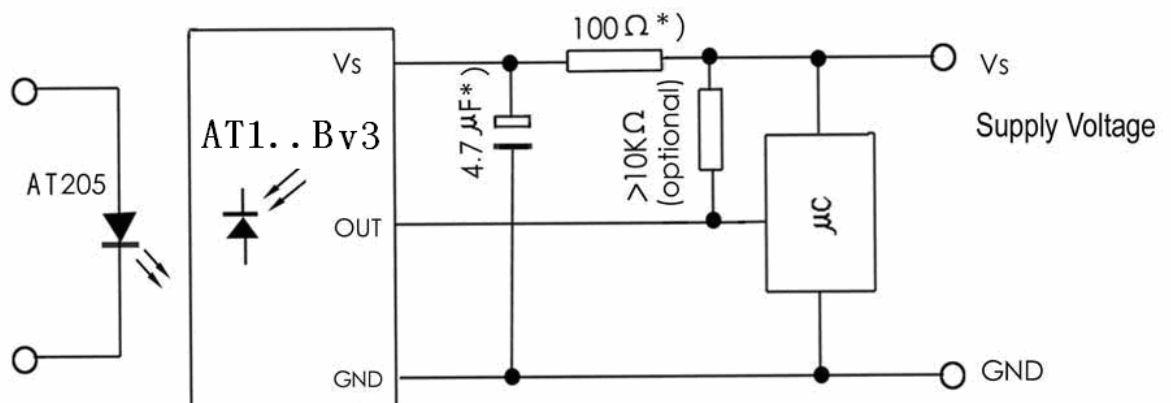 100Ω*)
Vs
Vs
4.7μF*)
>10KΩ
(optional)
Supply Voltage
AT1..Bv3
AT205
μC
OUT
GND
GND